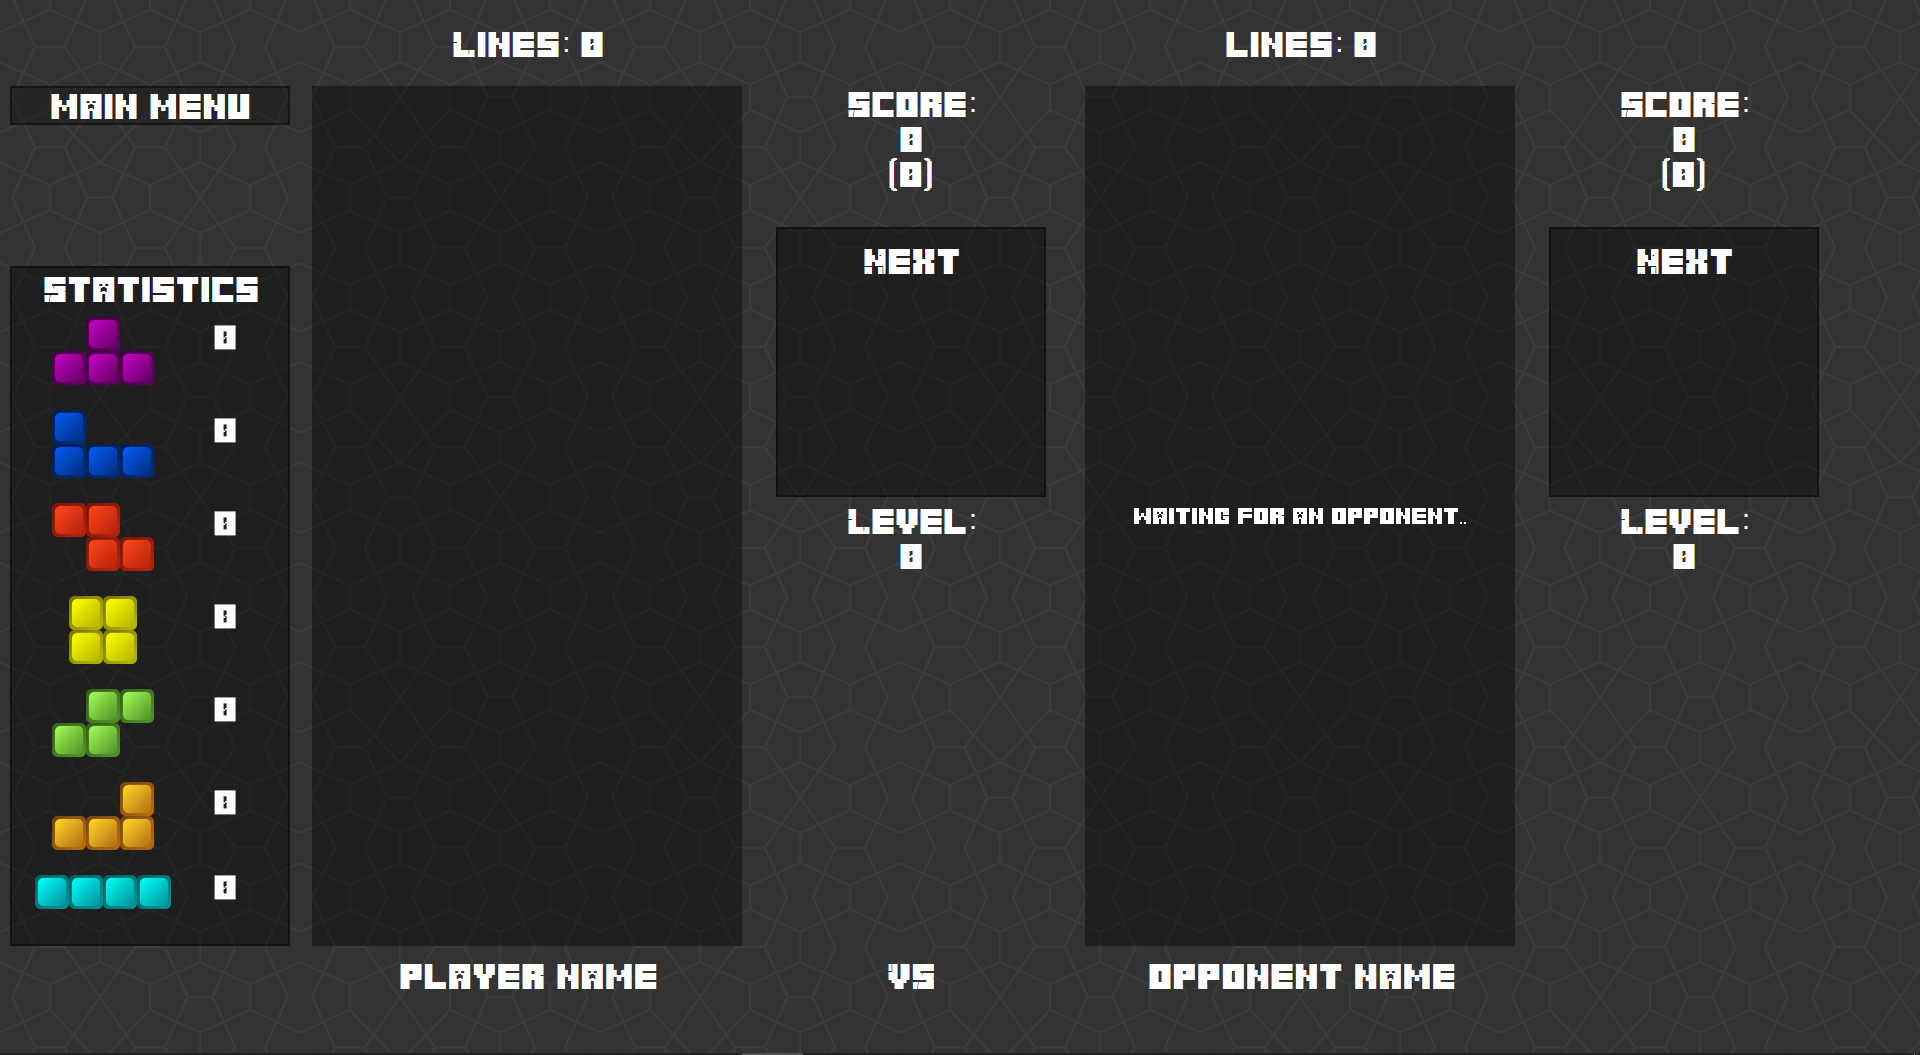 LINES: 0
LINES: 0
MAIN MENU
SCORE:
0
(0)
SCORE:
0
(0)
NEXT
NEXT
STATISTICS
0
0
0
0
0
0
0
WAITING FOR AN OPPONENT..
LEVEL:
0
LEVEL:
0
PLAYER NAME
VS
OPPONENT NAME